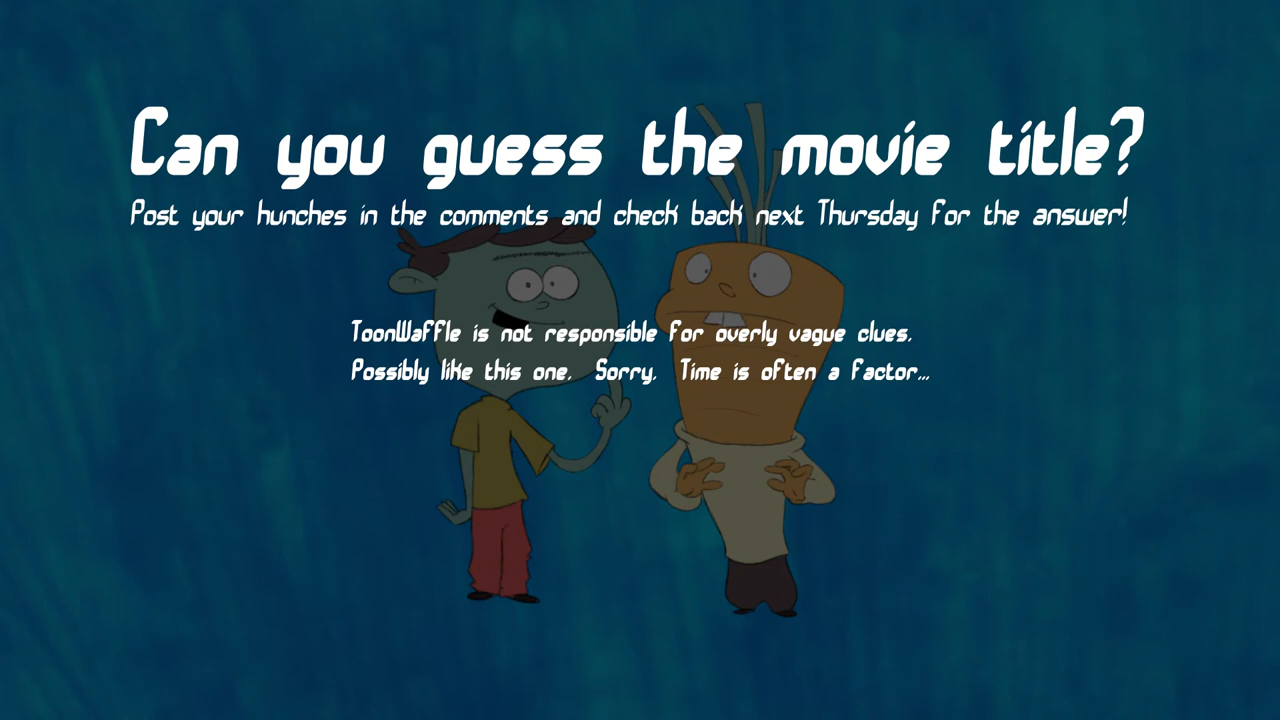 Can you guess the movie title?
Post your hunches in the comments and check back next Thursday for the answer!
ToonWaffle is not responsible for overly vague clues.
Possibly like this one. Sorry. Time is often a factor...